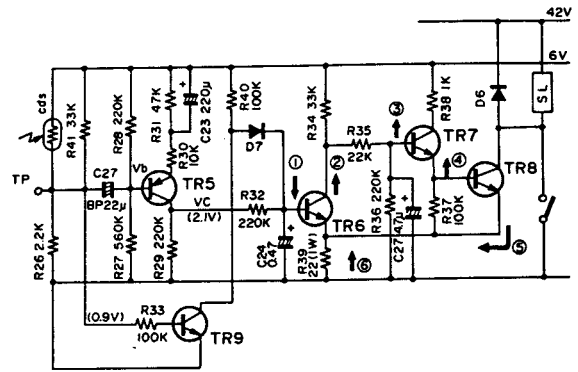 42V
6V
cds
R41 33K
R28 220K
R31 47K
C23 220μ
R40
100K
R34 33K
R38 1K
D6
SL
R30
10K
D7
R35
22K
③
TR7
TP
C27
BP22μ
Vb
TR5
①
②
④
TR8
VC
(2.1V)
R32
220K
TR6
R36 220K
C27 47μ
R37
100K
R26 2.2K
R27 560K
R29 220K
C24
0.47
R39
22(1W)
⑥
⑤
(0.9V)
R33
100K
TR9